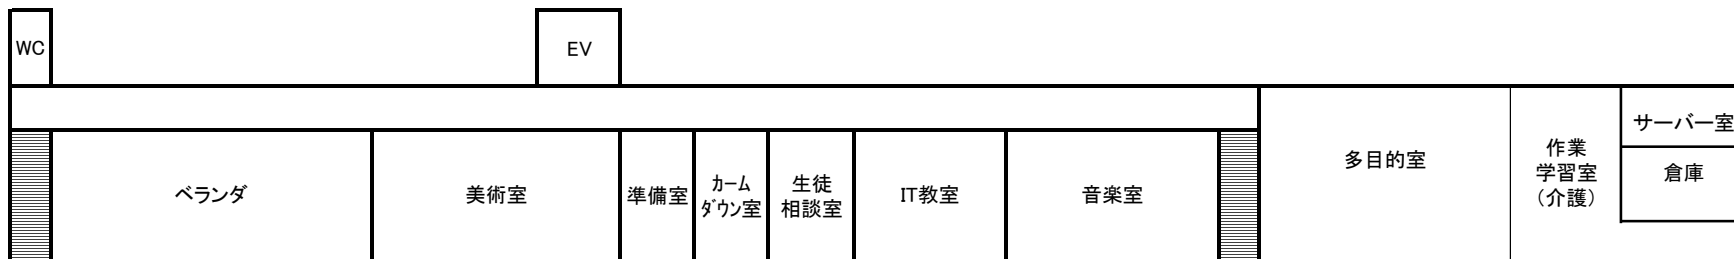 WC
EV
ベランダ
美術室
準備室
カーム
ダウン室
生徒
相談室
IT教室
音楽室
多目的室
作業
学習室
（介護）
サーバー室
倉庫